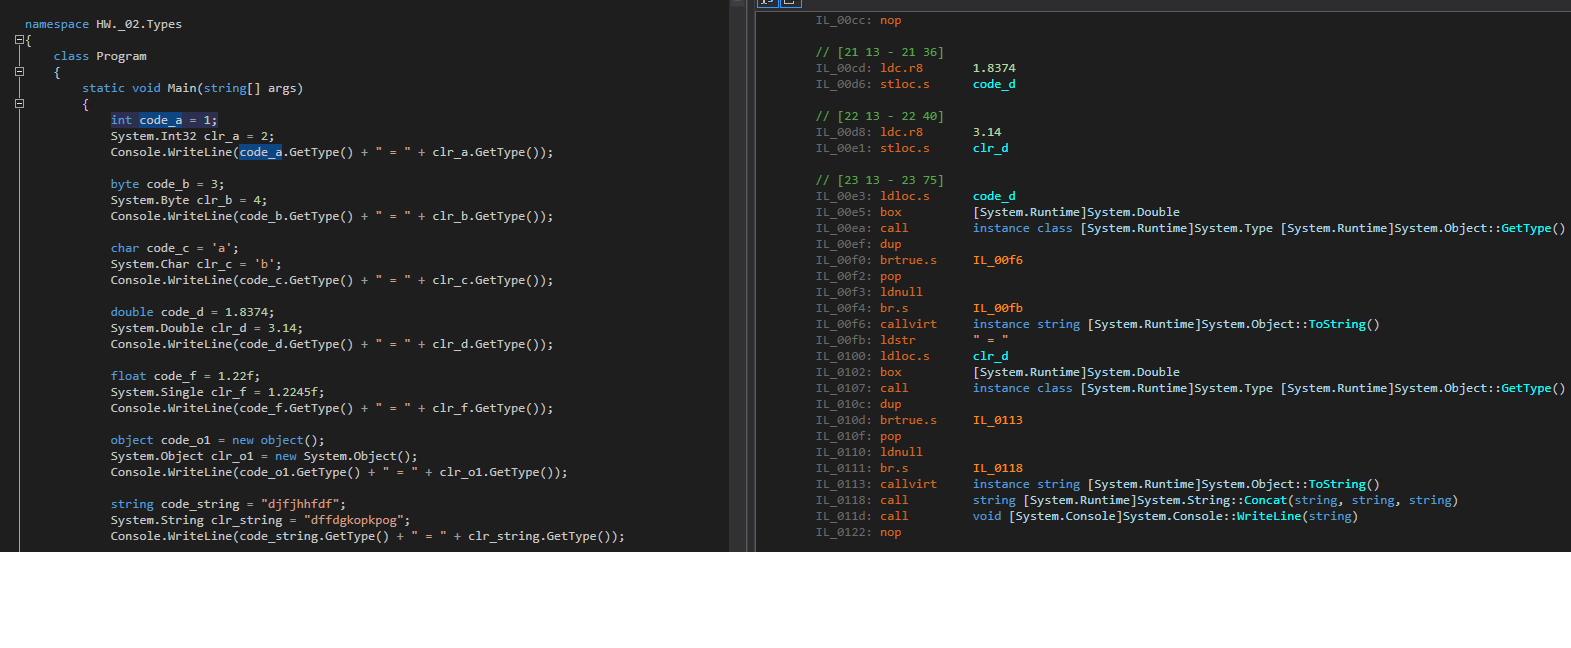 namespace HW._02.Types
{
class Program
{
static void Main(string[] args)
{
int code_a = 1;
System.Int32 clr_a = 2;
Console.WriteLine(code_a.GetType() + " = " + clr_a.GetType());
byte code_b = 3;
System.Byte clr_b = 4;
Console.WriteLine(code_b.GetType() + " = " + clr_b.GetType());
char code_c = 'a';
System.Char clr_c = 'b';
Console.WriteLine(code_c.GetType() + " = " + clr_c.GetType());
double code_d = 1.8374;
System.Double clr_d = 3.14;
Console.WriteLine(code_d.GetType() + " = " + clr_d.GetType());
float code_f = 1.22f;
System.Single clr_f = 1.2245f;
Console.WriteLine(code_f.GetType() + " = " + clr_f.GetType());
object code_o1 = new object();
System.Object clr_o1 = new System.Object();
Console.WriteLine(code_o1.GetType() + " = " + clr_o1.GetType());
string code_string = "djfjhhfdf";
System.String clr_string = "dffdgkopkpog";
Console.WriteLine(code_string.GetType() + " = " + clr_string.GetType());
IL_00cc: nop
// [21 13 - 21 36]
IL_00cd: ldc.r8 1.8374
IL_00d6: stloc.s code_d
// [22 13 - 22 40]
IL_00d8: ldc.r8 3.14
IL_00e1: stloc.s clr_d
// [23 13 - 23 75]
IL_00e3: ldloc.s code_d
IL_00e5: box [System.Runtime]System.Double
IL_00ea: call instance class [System.Runtime]System.Type [System.Runtime]System.Object::GetType()
IL_00ef: dup
IL_00f0: brtrue.s IL_00f6
IL_00f2: pop
IL_00f3: ldnull
IL_00f4: br.s IL_00fb
IL_00f6: callvirt instance string [System.Runtime]System.Object::ToString()
IL_00fb: ldstr " = "
IL_0100: ldloc.s clr_d
IL_0102: box [System.Runtime]System.Double
IL_0107: call instance class [System.Runtime]System.Type [System.Runtime]System.Object::GetType()
IL_010c: dup
IL_010d: brtrue.s IL_0113
IL_010f: pop
IL_0110: ldnull
IL_0111: br.s IL_0118
IL_0113: callvirt instance string [System.Runtime]System.Object::ToString()
IL_0118: call string [System.Runtime]System.String::Concat(string, string, string)
IL_011d: call void [System.Console]System.Console::WriteLine(string)
IL_0122: nop